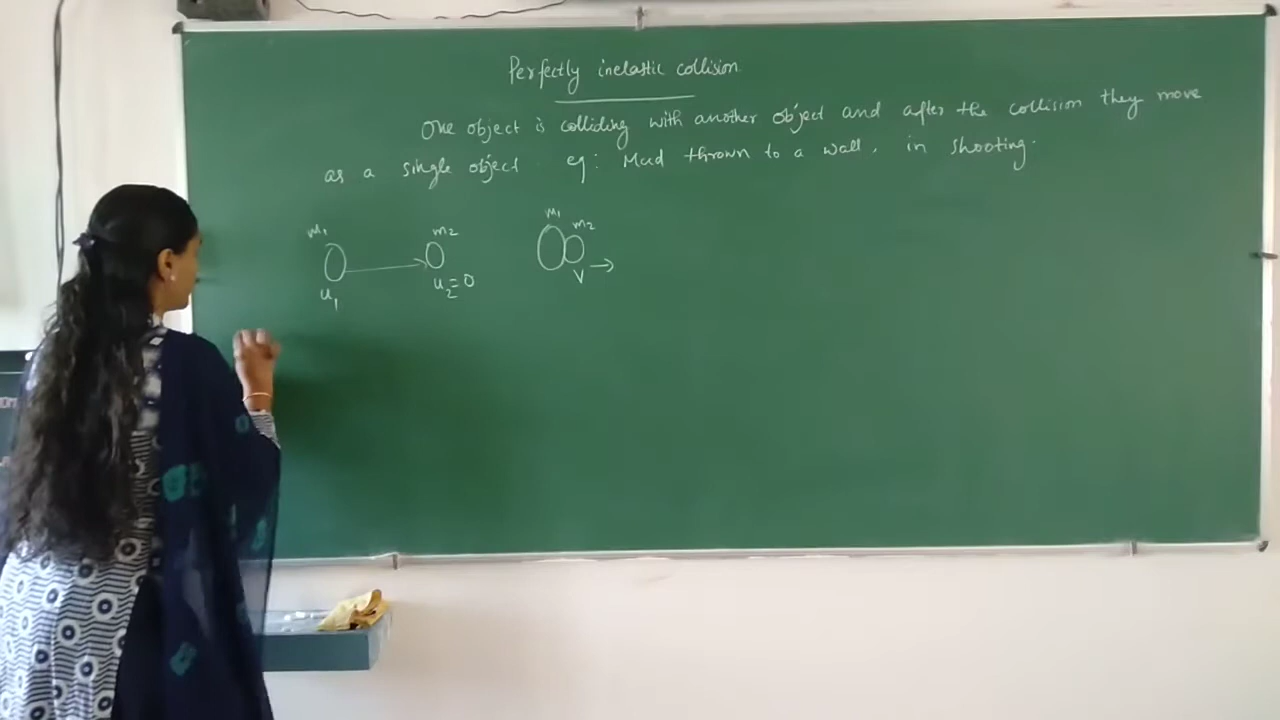 Perfectly inelastic collision
One object is colliding with another object and after the collision they move
as a single object. eg: Mud thrown to a wall, in shooting.
m₁ m₂ m₁ m₂
u₁ u₂=0 V →